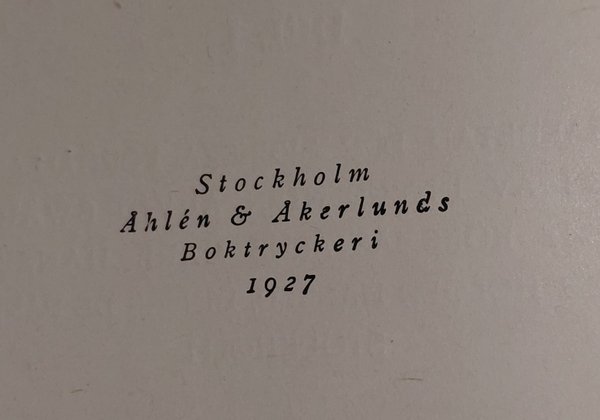 Stockholm
Åhlén & Åkerlunds
Boktryckeri
1927